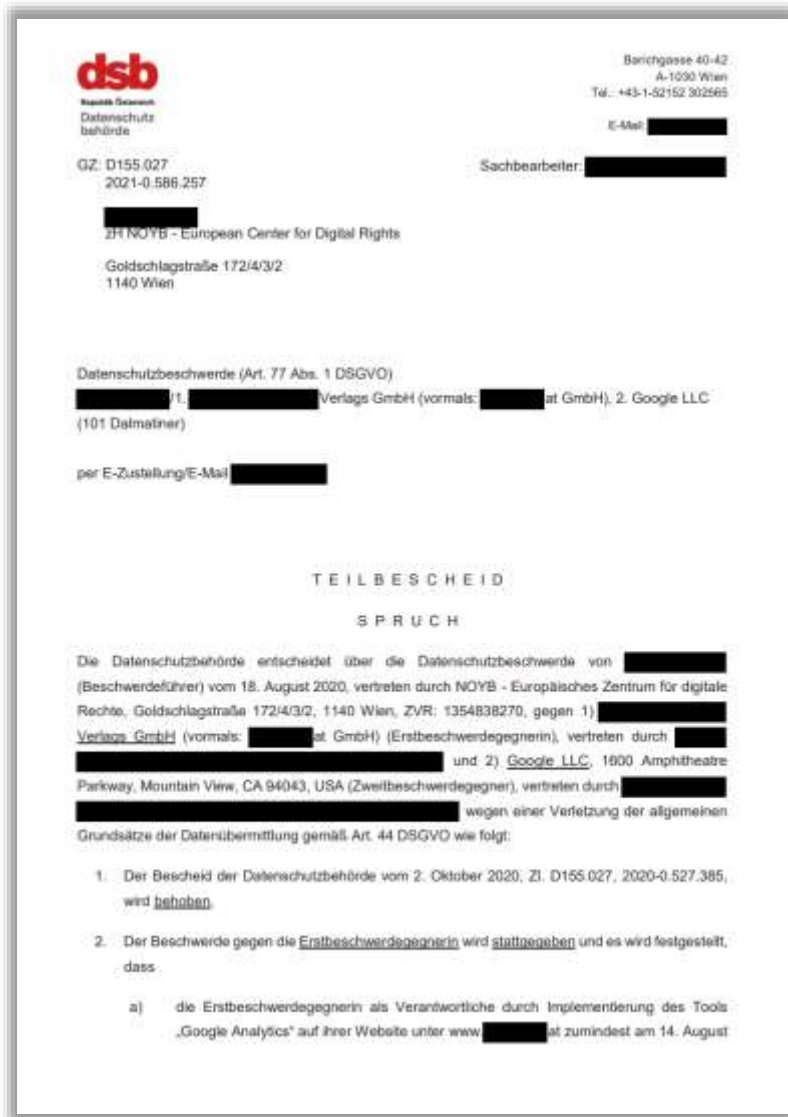 dsb
Republik Österreich
Datenschutz
behörde
Barichgasse 40-42
A-1030 Wien
Tel.: +43-1-52152 302565
E-Mail:
GZ: D155.027
2021-0.586.257
Sachbearbeiter:
zH NOYB - European Center for Digital Rights
Goldschlagstraße 172/4/3/2
1140 Wien
Datenschutzbeschwerde (Art. 77 Abs. 1 DSGVO)
/1. Verlags GmbH (vormals: at GmbH), 2. Google LLC
(101 Dalmatiner)
per E-Zustellung/E-Mail
TEILBESCHEID
SPRUCH
Die Datenschutzbehörde entscheidet über die Datenschutzbeschwerde von
(Beschwerdeführer) vom 18. August 2020, vertreten durch NOYB - Europäisches Zentrum für digitale
Rechte, Goldschlagstraße 172/4/3/2, 1140 Wien, ZVR: 1354838270, gegen 1)
Verlags GmbH (vormals: at GmbH) (Erstbeschwerdegegnerin), vertreten durch
und 2) Google LLC, 1600 Amphitheatre
Parkway, Mountain View, CA 94043, USA (Zweitbeschwerdegegner), vertreten durch
wegen einer Verletzung der allgemeinen
Grundsätze der Datenübermittlung gemäß Art. 44 DSGVO wie folgt:
1. Der Bescheid der Datenschutzbehörde vom 2. Oktober 2020, Zl. D155.027, 2020-0.527.385,
wird behoben.
2. Der Beschwerde gegen die Erstbeschwerdegegnerin wird stattgegeben und es wird festgestellt,
dass
a) die Erstbeschwerdegegnerin als Verantwortliche durch Implementierung des Tools
„Google Analytics" auf ihrer Website unter www. at zumindest am 14. August